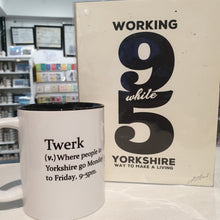 Twerk
(v.) Where people in
Yorkshire go Monday
to Friday, 9-5pm.
WORKING
9
while
5
YORKSHIRE
WAY TO MAKE A LIVING